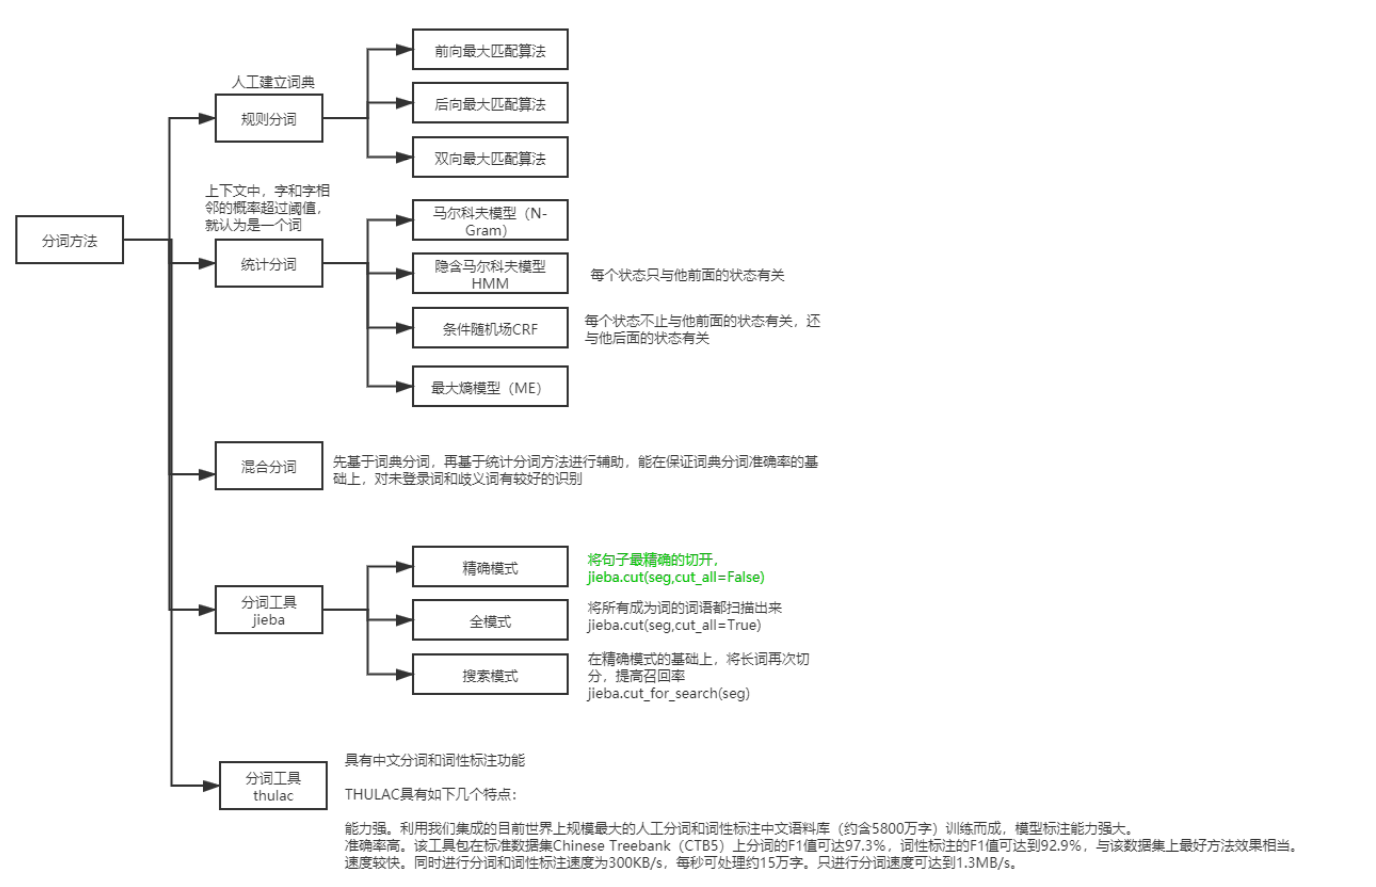 分词方法
人工建立词典
规则分词
前向最大匹配算法
后向最大匹配算法
双向最大匹配算法
上下文中，字和字相
邻的概率超过阈值，
就认为是一个词
统计分词
马尔科夫模型（N-
Gram）
隐含马尔科夫模型
HMM
每个状态只与他前面的状态有关
条件随机场CRF
每个状态不止与他前面的状态有关，还
与他后面的状态有关
最大熵模型（ME）
混合分词
先基于词典分词，再基于统计分词方法进行辅助，能在保证词典分词准确率的基
础上，对未登录词和歧义词有较好的识别
分词工具
jieba
精确模式
将句子最精确的切开，
jieba.cut(seg,cut_all=False)
全模式
将所有成为词的词语都扫描出来
jieba.cut(seg,cut_all=True)
搜索模式
在精确模式的基础上，将长词再次切
分，提高召回率
jieba.cut_for_search(seg)
分词工具
thulac
具有中文分词和词性标注功能
THULAC具有如下几个特点：
能力强。利用我们集成的目前世界上规模最大的人工分词和词性标注中文语料库（约含5800万字）训练而成，模型标注能力强大。
准确率高。该工具包在标准数据集Chinese Treebank（CTB5）上分词的F1值可达97.3%，词性标注的F1值可达到92.9%，与该数据集上最好方法效果相当。
速度较快。同时进行分词和词性标注速度为300KB/s，每秒可处理约15万字。只进行分词速度可达到1.3MB/s。